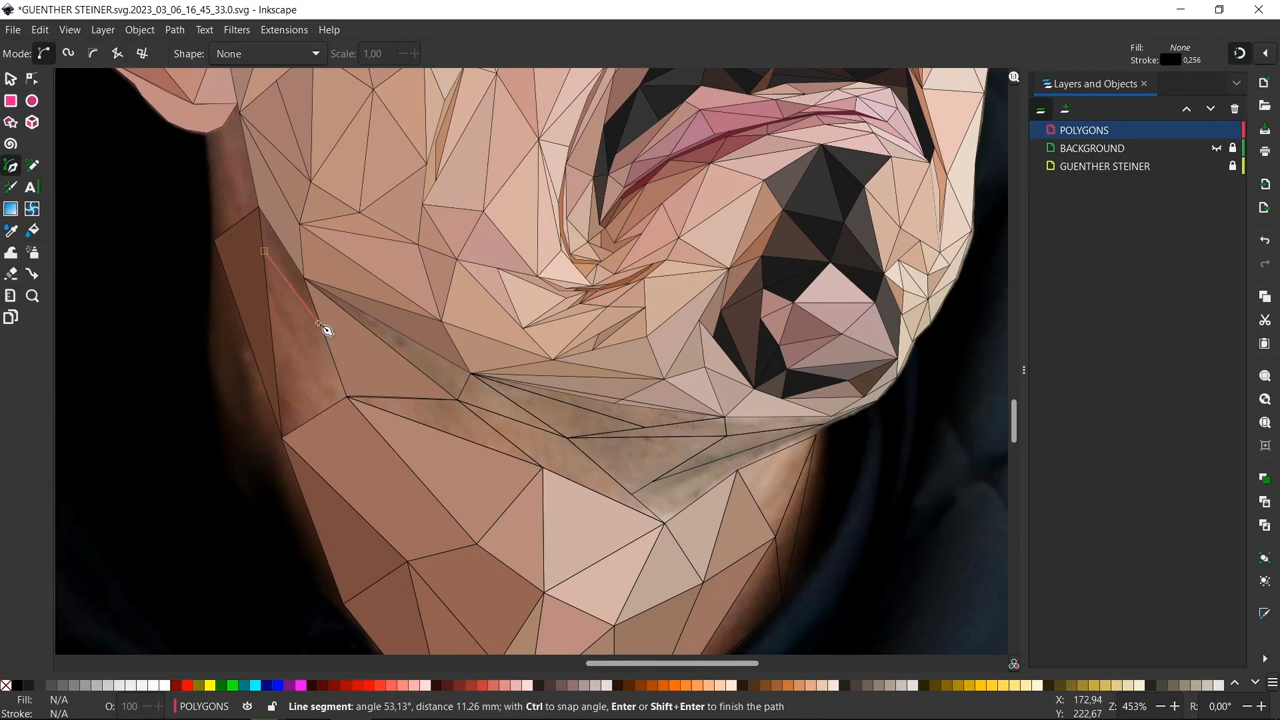 *GUENTHER STEINER.svg.2023_03_06_16_45_33.0.svg - Inkscape
File Edit View Layer Object Path Text Filters Extensions Help
Mode: Shape: None Scale: 1,00
Fill: None
Stroke: 0,256
Layers and Objects
POLYGONS
BACKGROUND
GUENTHER STEINER
Fill: N/A
Stroke: N/A
O: 100
POLYGONS
Line segment: angle 53,13°, distance 11.26 mm; with Ctrl to snap angle, Enter or Shift+Enter to finish the path
X: 172,94
Y: 222,67
Z: 453%
R: 0,00°